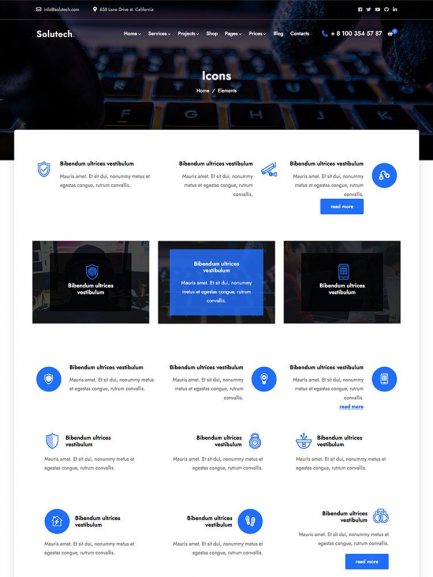 info@solutech.com 658 Lane Drive st. California
Solutech.
Home Services Projects Shop Pages Prices Blog Contacts + 8 100 354 57 87
Icons
Home / Elements
Bibendum ultrices vestibulum
Mauris amet. Et sit dui, nonummy metus et
egestas congue, rutrum convallis.
Bibendum ultrices vestibulum
Mauris amet. Et sit dui, nonummy
metus et egestas congue, rutrum
convallis.
Bibendum ultrices vestibulum
Mauris amet. Et sit dui, nonummy
metus et egestas congue, rutrum
convallis.
read more
Bibendum ultrices
vestibulum
Bibendum ultrices
vestibulum
Mauris amet. Et sit dui, nonummy
metus et egestas congue, rutrum
convallis.
Bibendum ultrices
vestibulum
Bibendum ultrices vestibulum
Mauris amet. Et sit dui, nonummy metus
et egestas congue, rutrum convallis.
Bibendum ultrices vestibulum
Mauris amet. Et sit dui, nonummy
metus et egestas congue, rutrum
convallis.
Bibendum ultrices vestibulum
Mauris amet. Et sit dui, nonummy
metus et egestas congue, rutrum
convallis.
read more
Bibendum ultrices
vestibulum
Mauris amet. Et sit dui, nonummy metus et
egestas congue, rutrum convallis.
Bibendum ultrices
vestibulum
Mauris amet. Et sit dui, nonummy metus
et egestas congue, rutrum convallis.
Bibendum ultrices
vestibulum
Mauris amet. Et sit dui, nonummy metus et
egestas congue, rutrum convallis.
Bibendum ultrices
vestibulum
Mauris amet. Et sit dui, nonummy metus et
egestas congue, rutrum convallis.
Bibendum ultrices
vestibulum
Mauris amet. Et sit dui, nonummy metus
et egestas congue, rutrum convallis.
Bibendum ultrices
vestibulum
Mauris amet. Et sit dui, nonummy metus
et egestas congue, rutrum convallis.
read more